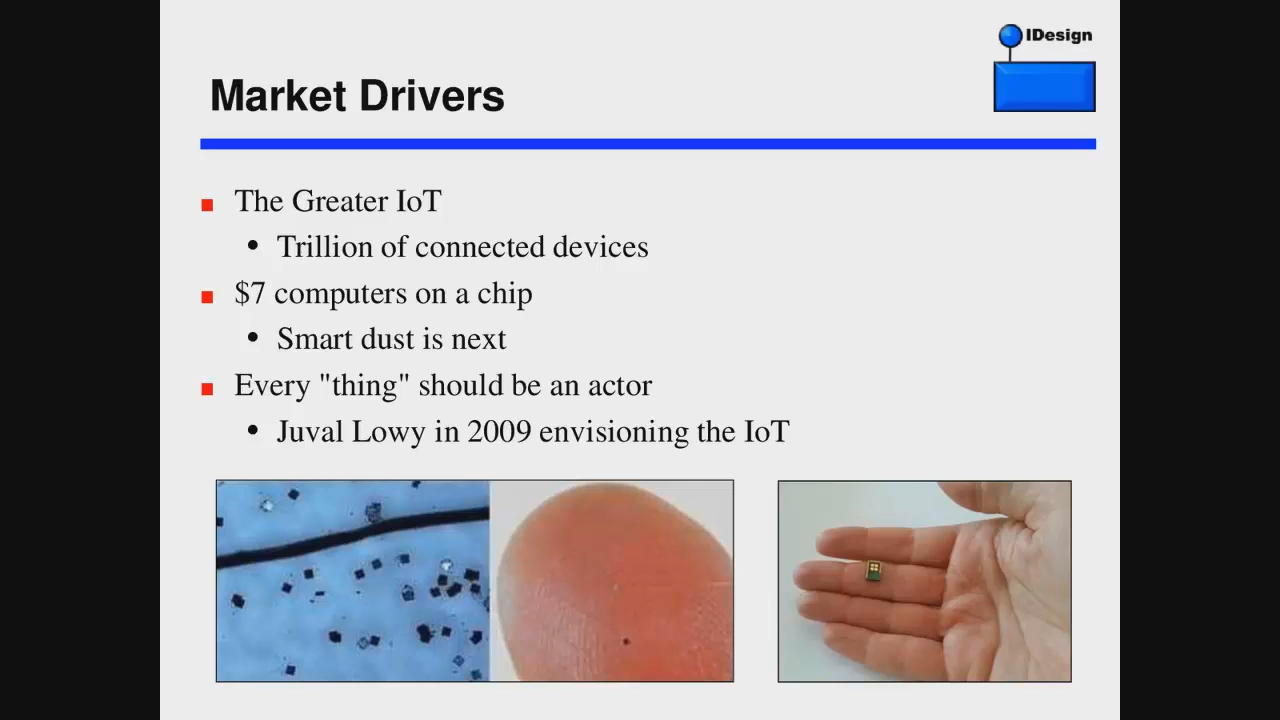 IDesign
Market Drivers
The Greater IoT
Trillion of connected devices
$7 computers on a chip
Smart dust is next
Every "thing" should be an actor
Juval Lowy in 2009 envisioning the IoT